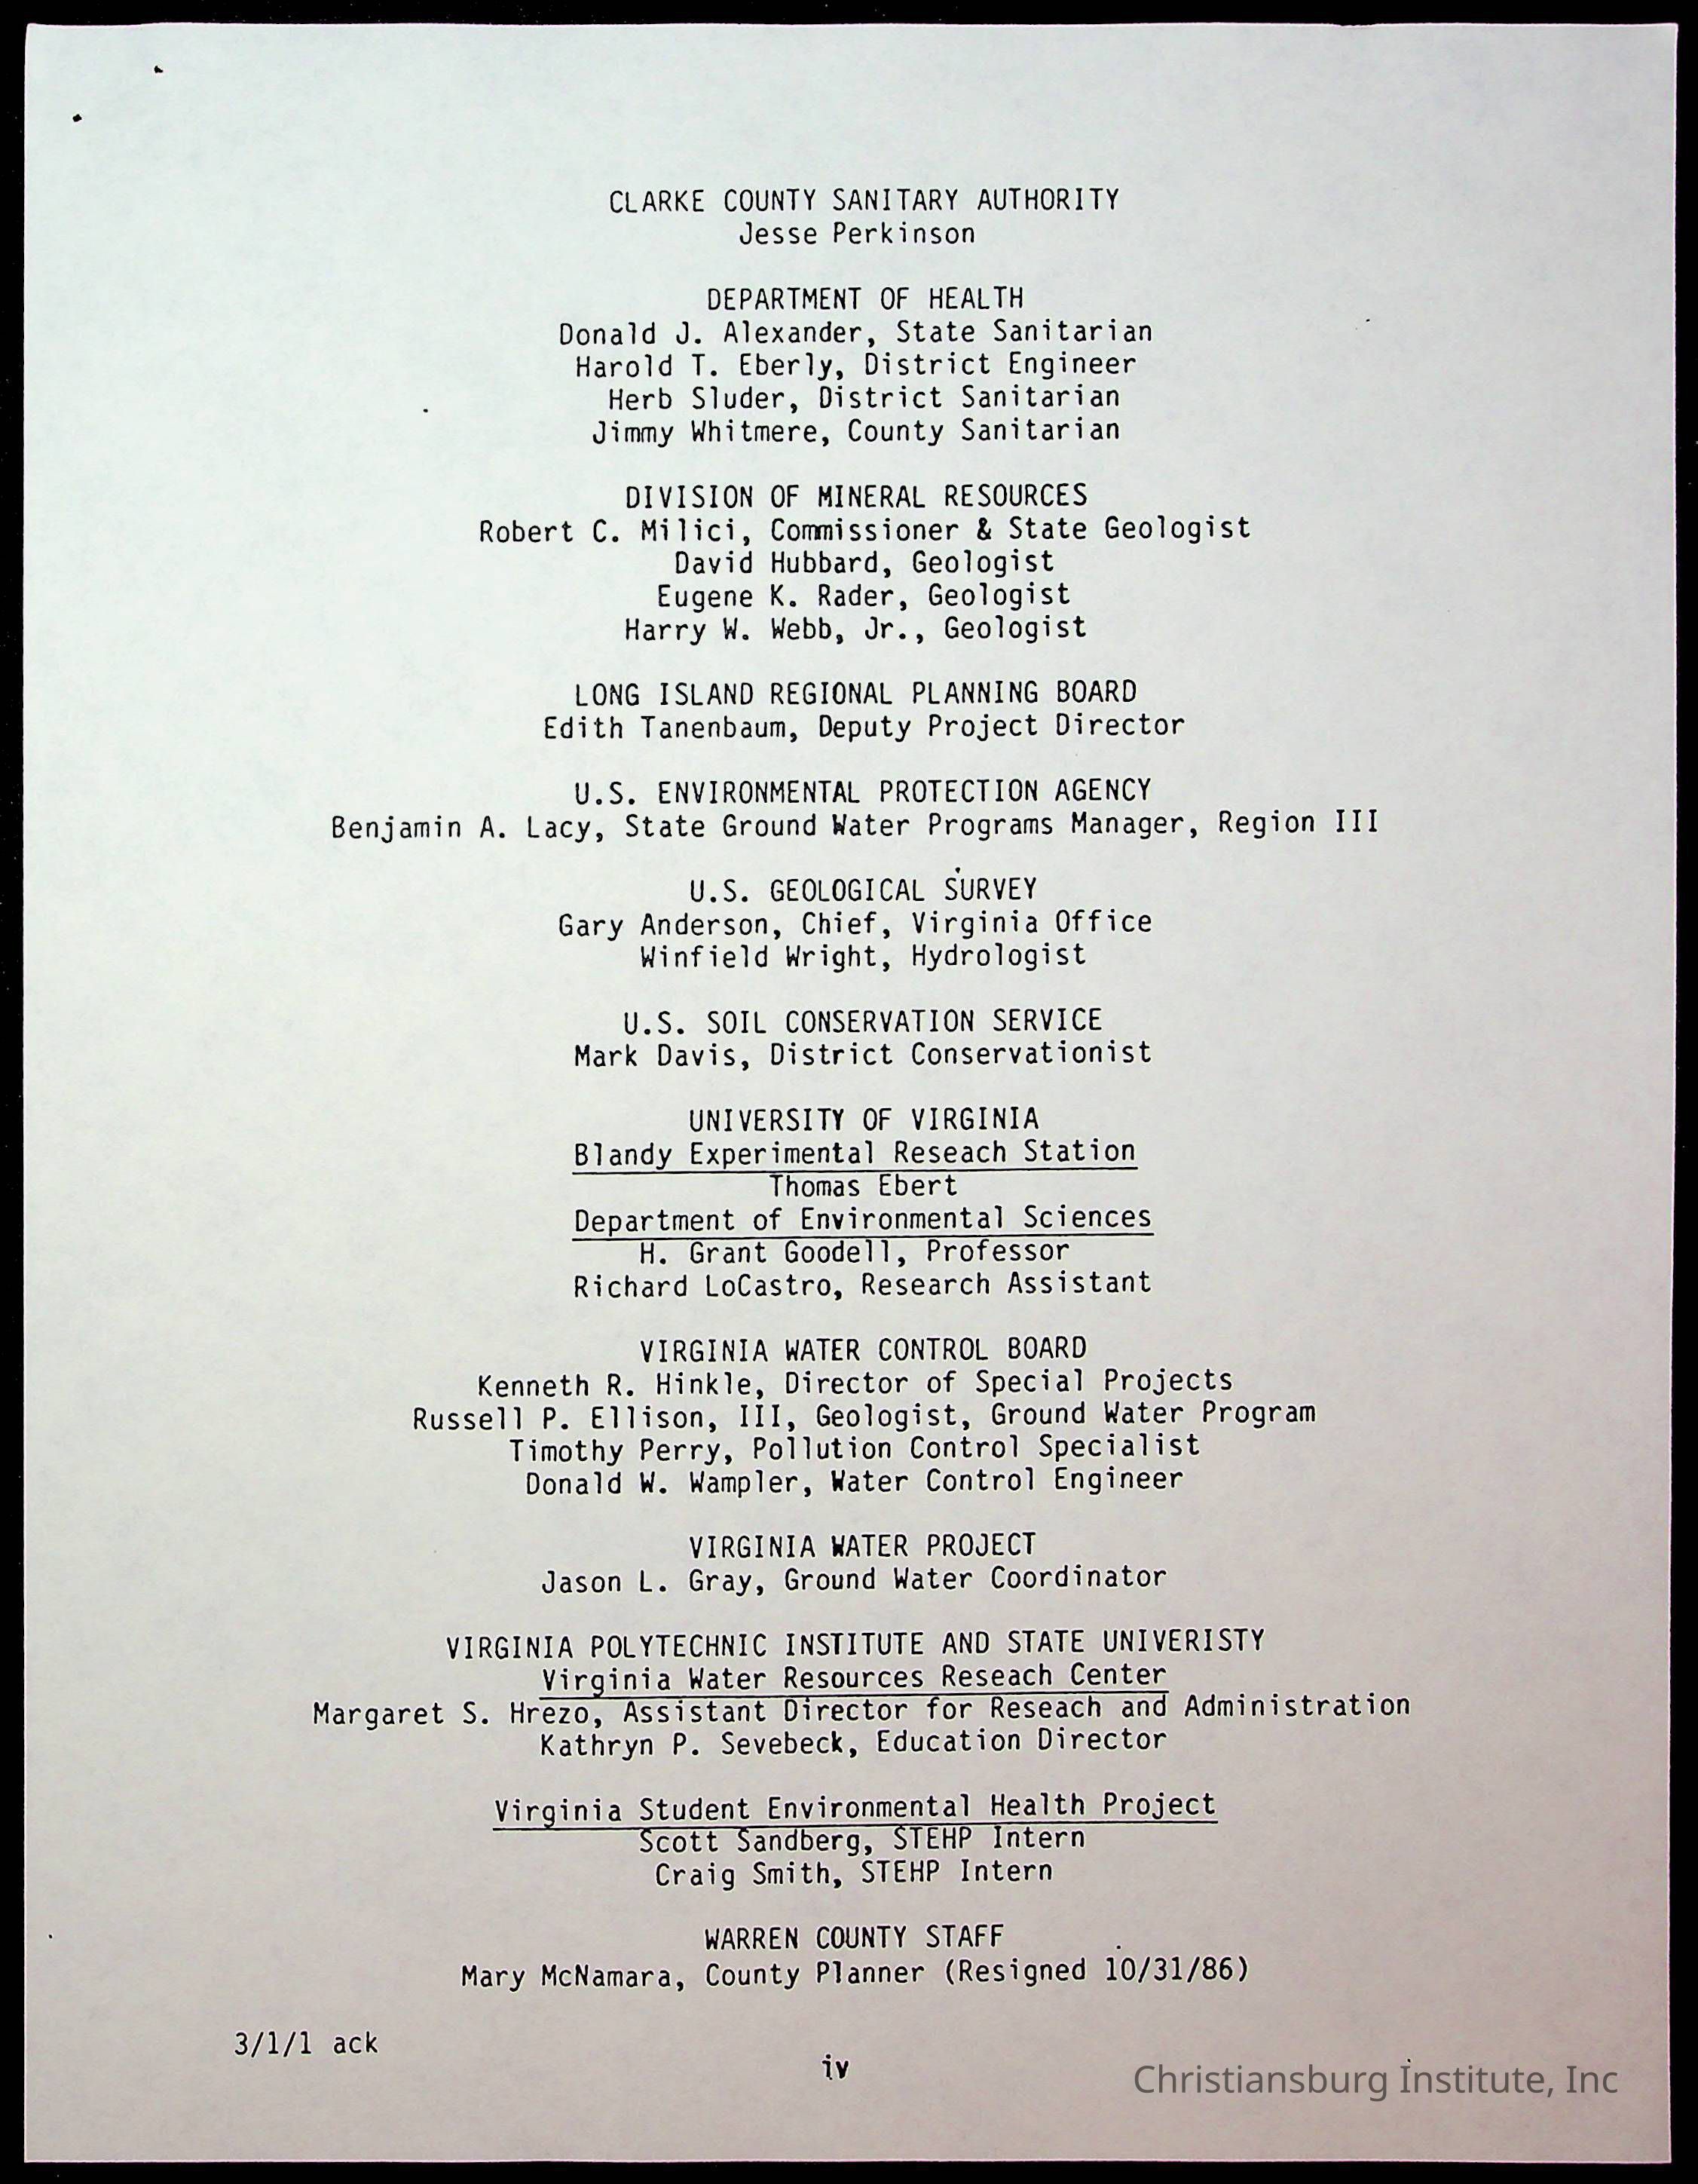 CLARKE COUNTY SANITARY AUTHORITY
Jesse Perkinson
DEPARTMENT OF HEALTH
Donald J. Alexander, State Sanitarian
Harold T. Eberly, District Engineer
Herb Sluder, District Sanitarian
Jimmy Whitmere, County Sanitarian
DIVISION OF MINERAL RESOURCES
Robert C. Milici, Commissioner & State Geologist
David Hubbard, Geologist
Eugene K. Rader, Geologist
Harry W. Webb, Jr., Geologist
LONG ISLAND REGIONAL PLANNING BOARD
Edith Tanenbaum, Deputy Project Director
U.S. ENVIRONMENTAL PROTECTION AGENCY
Benjamin A. Lacy, State Ground Water Programs Manager, Region III
U.S. GEOLOGICAL SURVEY
Gary Anderson, Chief, Virginia Office
Winfield Wright, Hydrologist
U.S. SOIL CONSERVATION SERVICE
Mark Davis, District Conservationist
UNIVERSITY OF VIRGINIA
Blandy Experimental Reseach Station
Thomas Ebert
Department of Environmental Sciences
H. Grant Goodell, Professor
Richard LoCastro, Research Assistant
VIRGINIA WATER CONTROL BOARD
Kenneth R. Hinkle, Director of Special Projects
Russell P. Ellison, III, Geologist, Ground Water Program
Timothy Perry, Pollution Control Specialist
Donald W. Wampler, Water Control Engineer
VIRGINIA WATER PROJECT
Jason L. Gray, Ground Water Coordinator
VIRGINIA POLYTECHNIC INSTITUTE AND STATE UNIVERISTY
Virginia Water Resources Reseach Center
Margaret S. Hrezo, Assistant Director for Reseach and Administration
Kathryn P. Sevebeck, Education Director
Virginia Student Environmental Health Project
Scott Sandberg, STEHP Intern
Craig Smith, STEHP Intern
WARREN COUNTY STAFF
Mary McNamara, County Planner (Resigned 10/31/86)
3/1/1 ack
iv
Christiansburg Institute, Inc